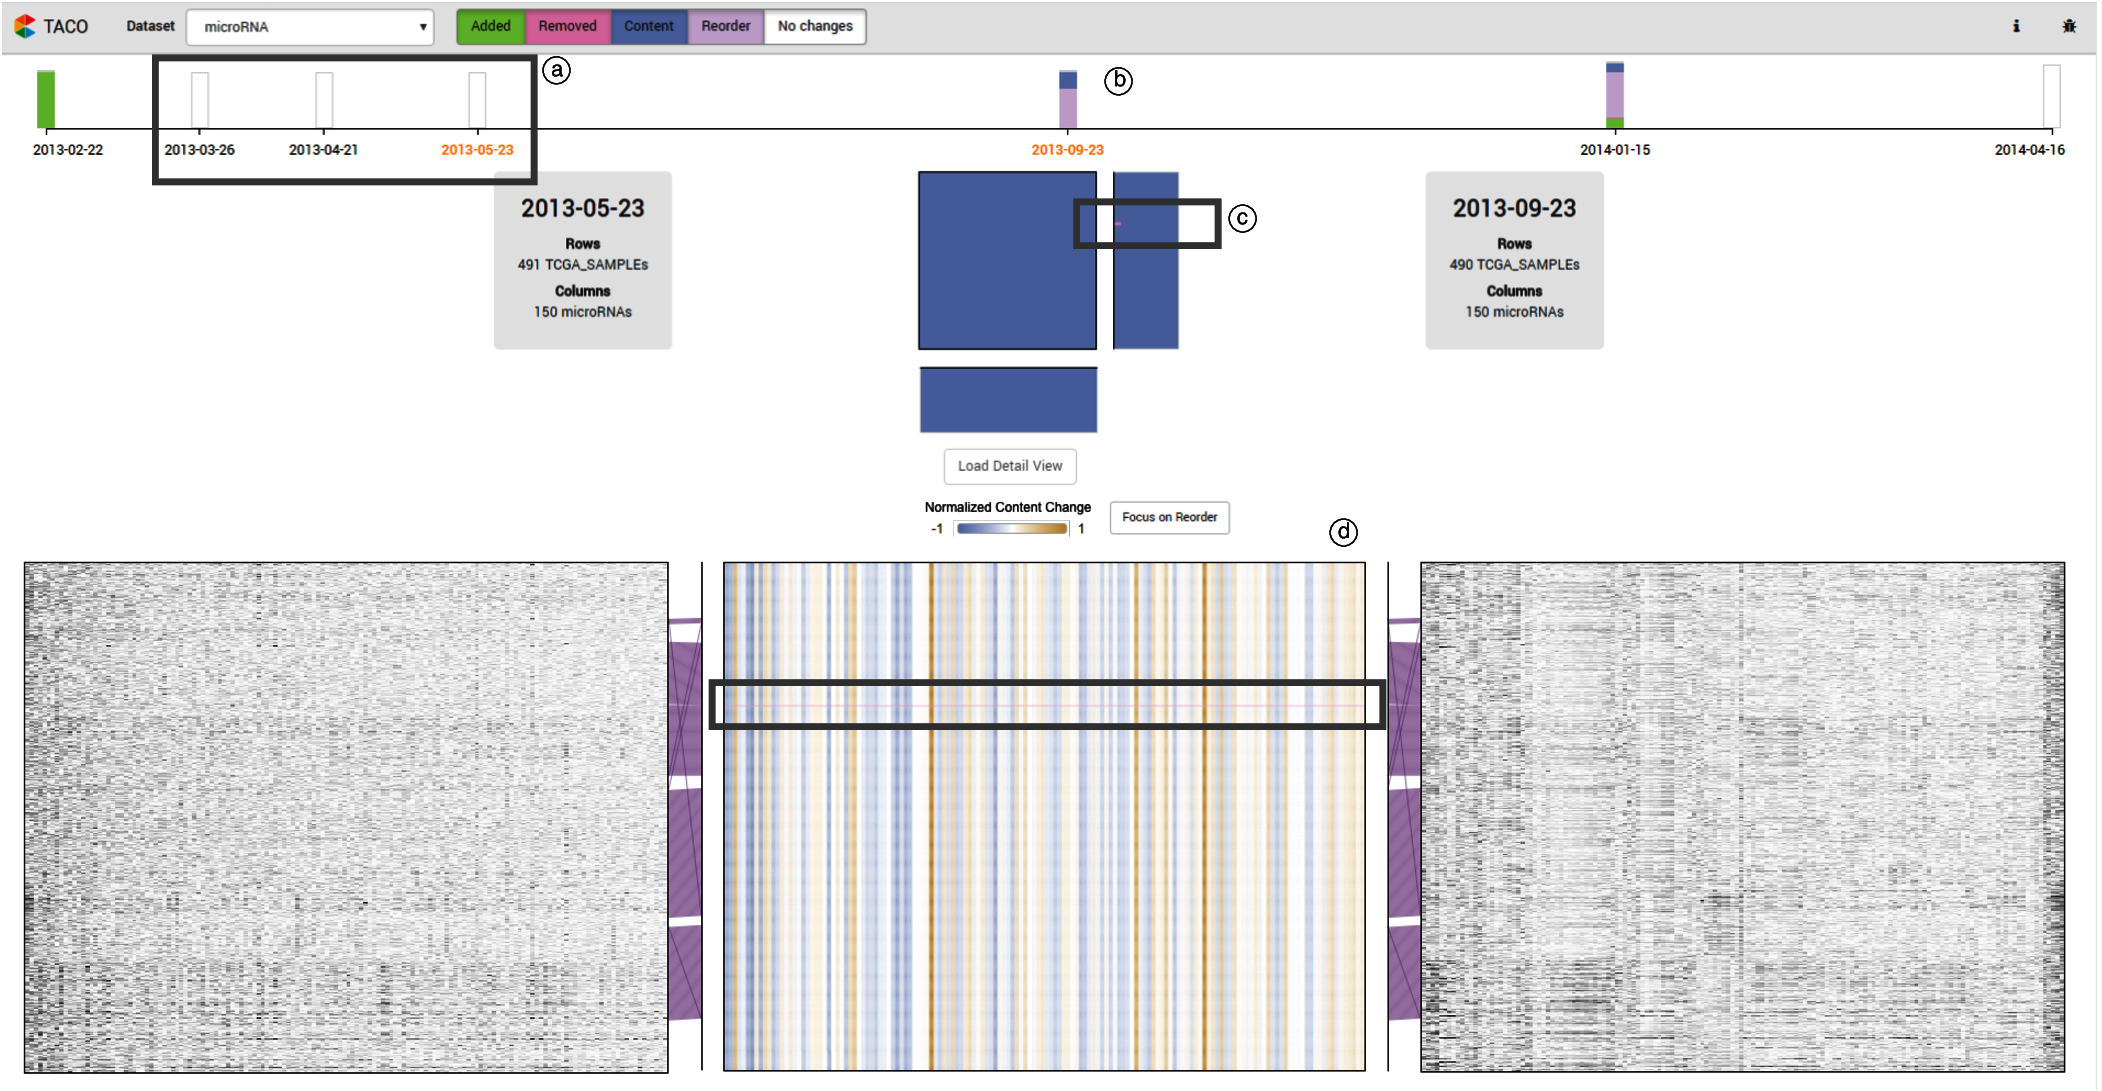 TACO Dataset microRNA Added Removed Content Reorder No changes i
a
b
2013-02-22 2013-03-26 2013-04-21 2013-05-23 2013-09-23 2014-01-15 2014-04-16
2013-05-23
Rows
491 TCGA_SAMPLEs
Columns
150 microRNAs
c
2013-09-23
Rows
490 TCGA_SAMPLEs
Columns
150 microRNAs
Load Detail View
Normalized Content Change
-1 1
Focus on Reorder
d